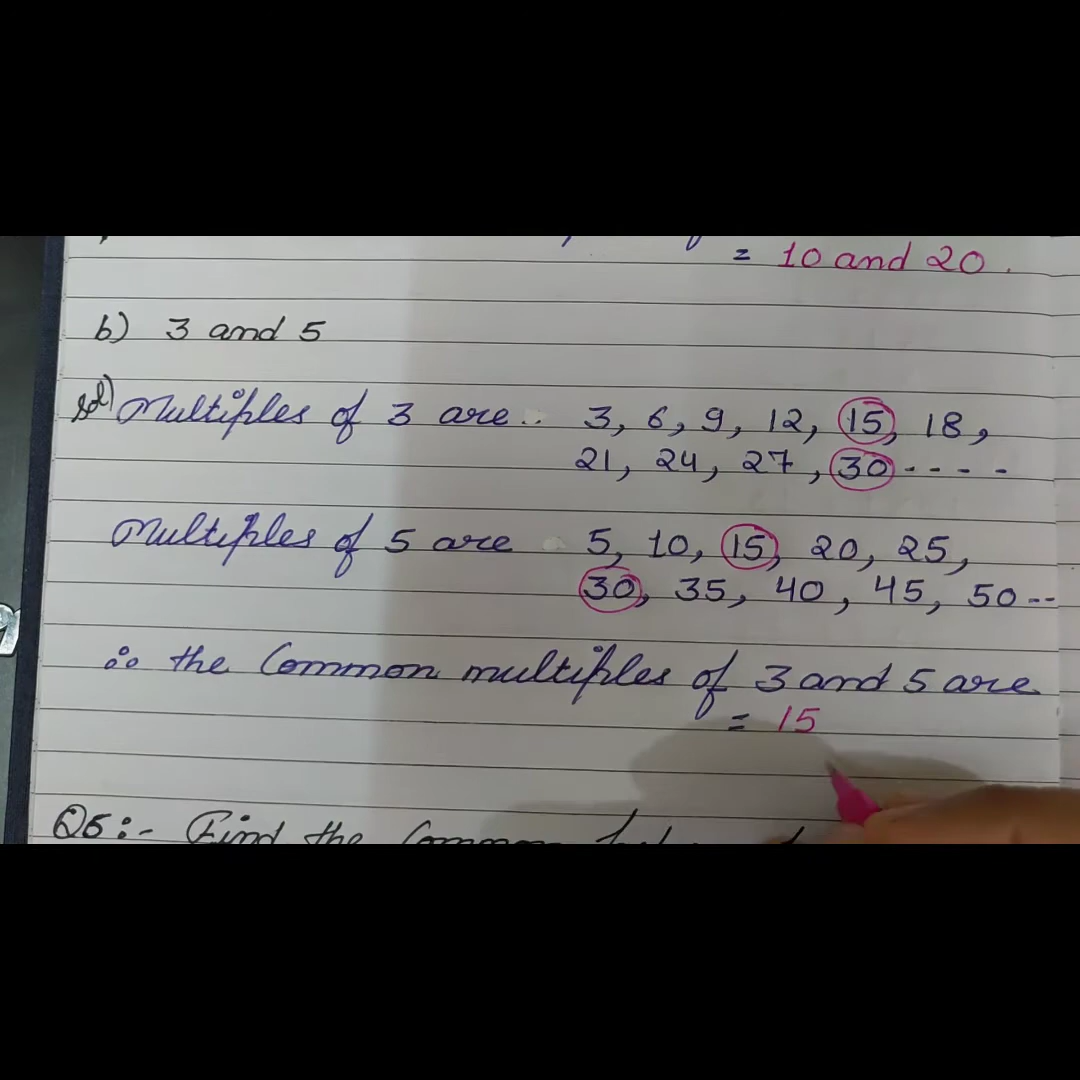 = 10 and 20.
b) 3 and 5
Sol) Multiples of 3 are.. 3, 6, 9, 12, 15, 18,
21, 24, 27, 30 ----
Multiples of 5 are 5, 10, 15, 20, 25,
30, 35, 40, 45, 50 --
∴ the Common multiples of 3 and 5 are
= 15
Q5:- Find the Common